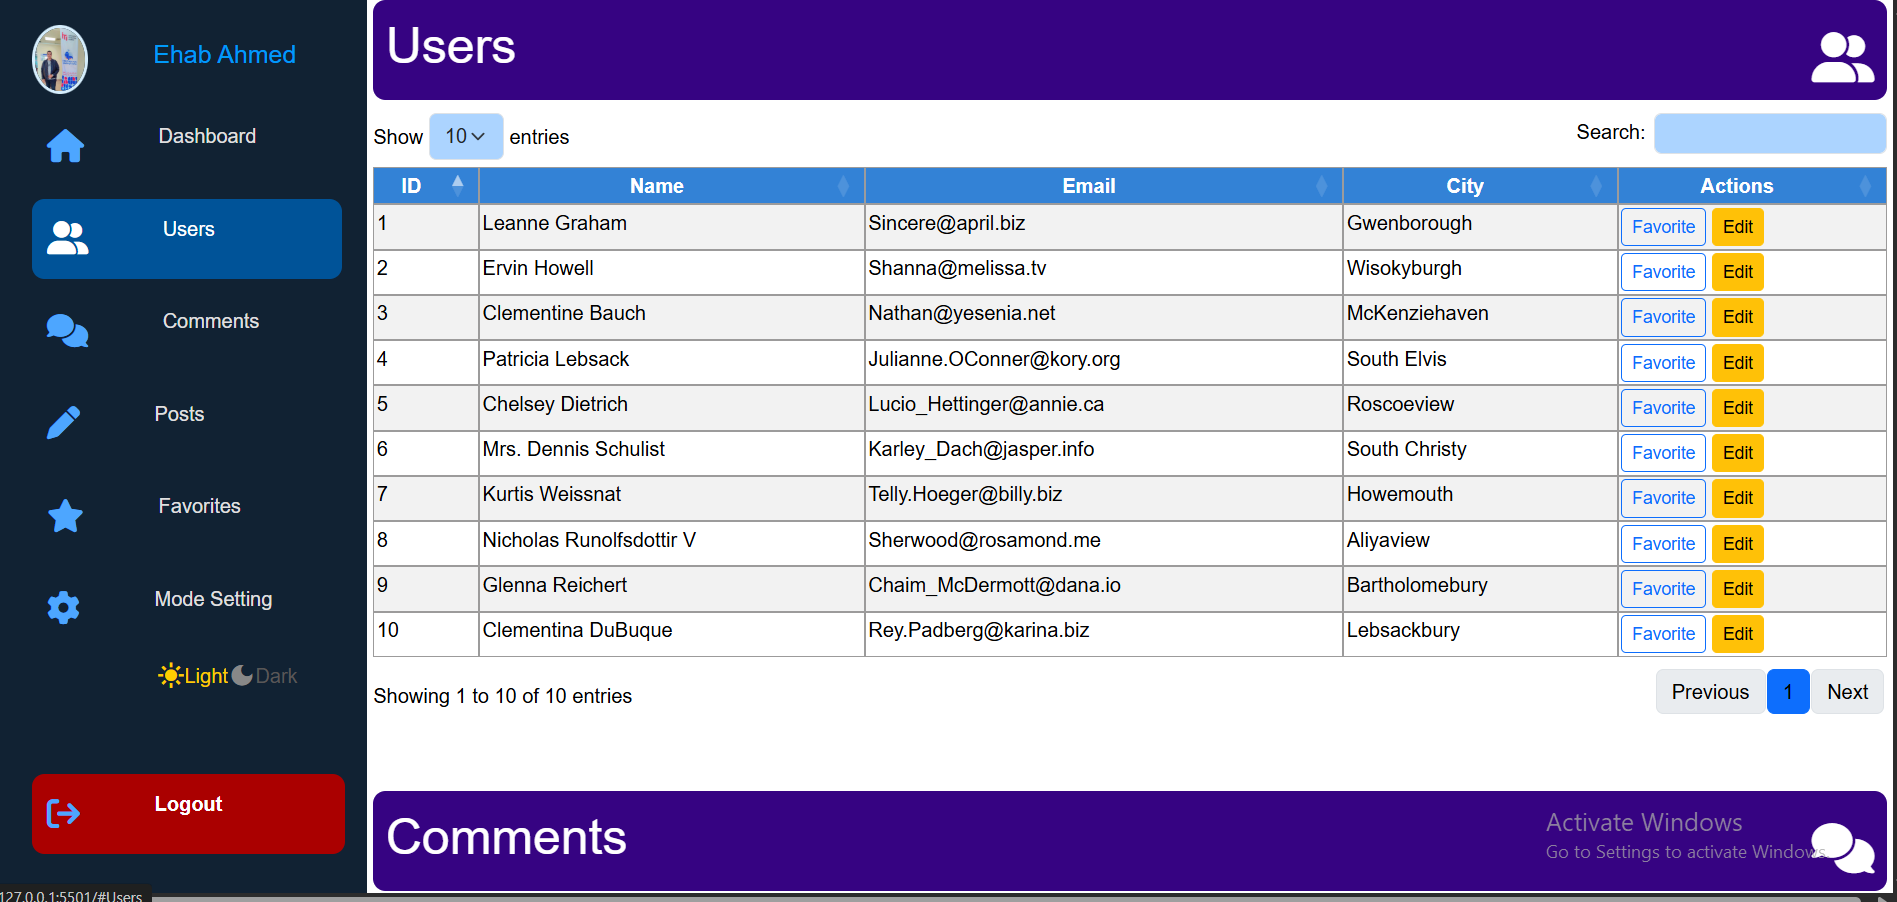 Ehab Ahmed
Dashboard
Users
Comments
Posts
Favorites
Mode Setting
Light Dark
Logout
Users
Show 10 entries Search:
ID Name Email City Actions
1 Leanne Graham Sincere@april.biz Gwenborough Favorite Edit
2 Ervin Howell Shanna@melissa.tv Wisokyburgh Favorite Edit
3 Clementine Bauch Nathan@yesenia.net McKenziehaven Favorite Edit
4 Patricia Lebsack Julianne.OConner@kory.org South Elvis Favorite Edit
5 Chelsey Dietrich Lucio_Hettinger@annie.ca Roscoeview Favorite Edit
6 Mrs. Dennis Schulist Karley_Dach@jasper.info South Christy Favorite Edit
7 Kurtis Weissnat Telly.Hoeger@billy.biz Howemouth Favorite Edit
8 Nicholas Runolfsdottir V Sherwood@rosamond.me Aliyaview Favorite Edit
9 Glenna Reichert Chaim_McDermott@dana.io Bartholomebury Favorite Edit
10 Clementina DuBuque Rey.Padberg@karina.biz Lebsackbury Favorite Edit
Showing 1 to 10 of 10 entries Previous 1 Next
Comments
Activate Windows
Go to Settings to activate Windows.
127.0.0.1:5501/#Users